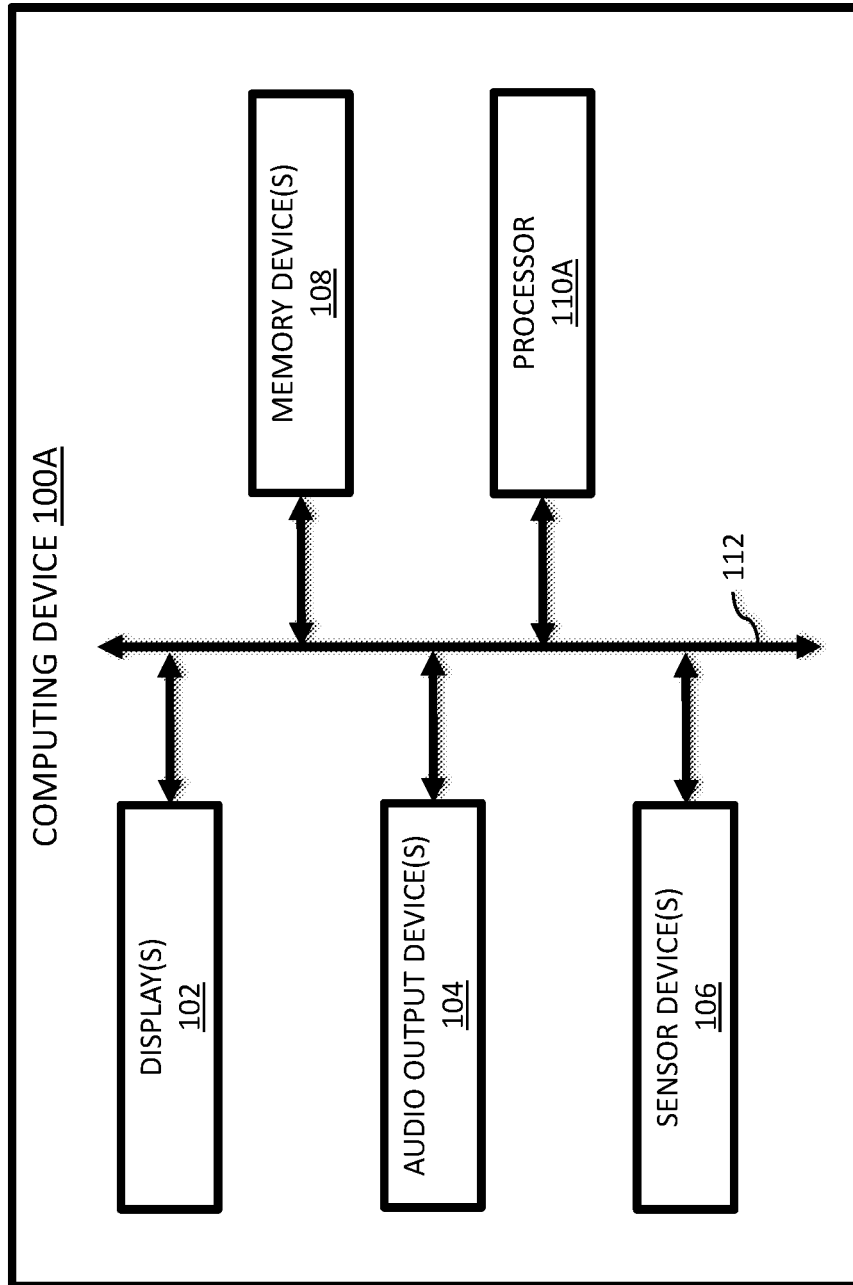 COMPUTING DEVICE 100A
DISPLAY(S)
102
AUDIO OUTPUT DEVICE(S)
104
SENSOR DEVICE(S)
106
MEMORY DEVICE(S)
108
PROCESSOR
110A
112